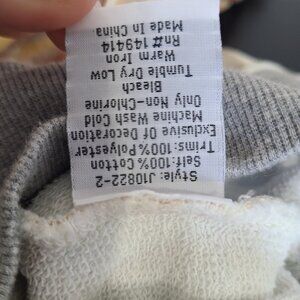 Style: J10822-2
Self:100% Cotton
Trims:100% Polyester
Exclusive Of Decoration
Machine Wash Cold
Only Non-Chlorine
Bleach
Tumble Dry Low
Warm Iron
Rn# 149414
Made In China.